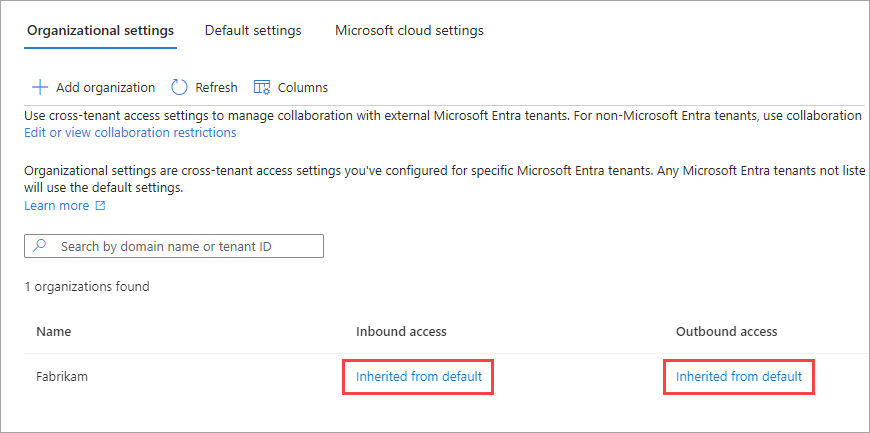 Organizational settings Default settings Microsoft cloud settings
Add organization Refresh Columns
Use cross-tenant access settings to manage collaboration with external Microsoft Entra tenants. For non-Microsoft Entra tenants, use collaboration
Edit or view collaboration restrictions
Organizational settings are cross-tenant access settings you've configured for specific Microsoft Entra tenants. Any Microsoft Entra tenants not liste
will use the default settings.
Learn more
Search by domain name or tenant ID
1 organizations found
Name Inbound access Outbound access
Fabrikam Inherited from default Inherited from default